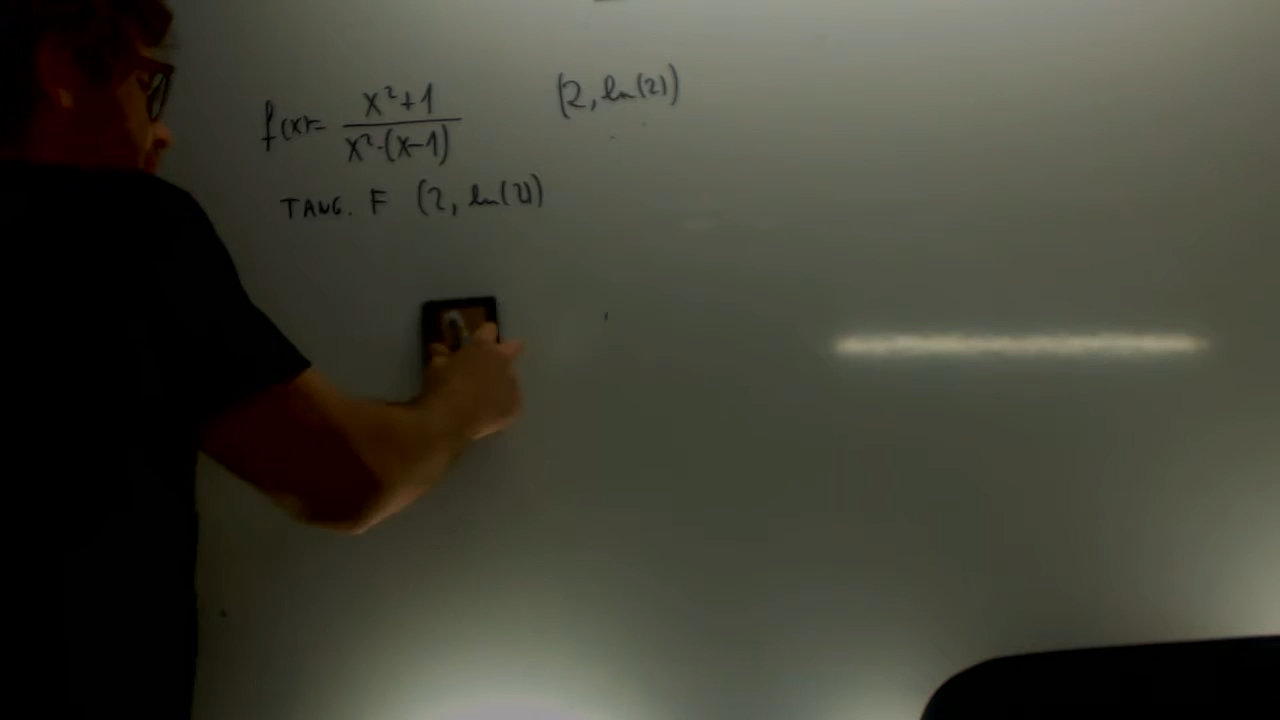 f(x)= x²+1 / x²·(x-1) (2, ln(2))
TANG. F (2, ln(2))